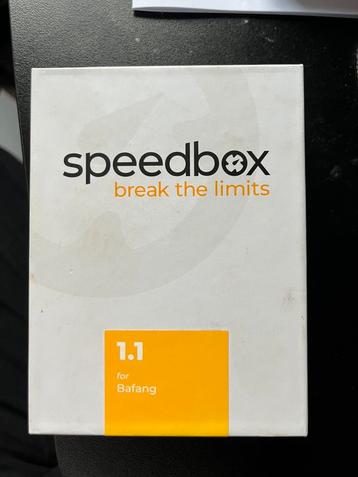 speedbox
break the limits
1.1
for
Bafang